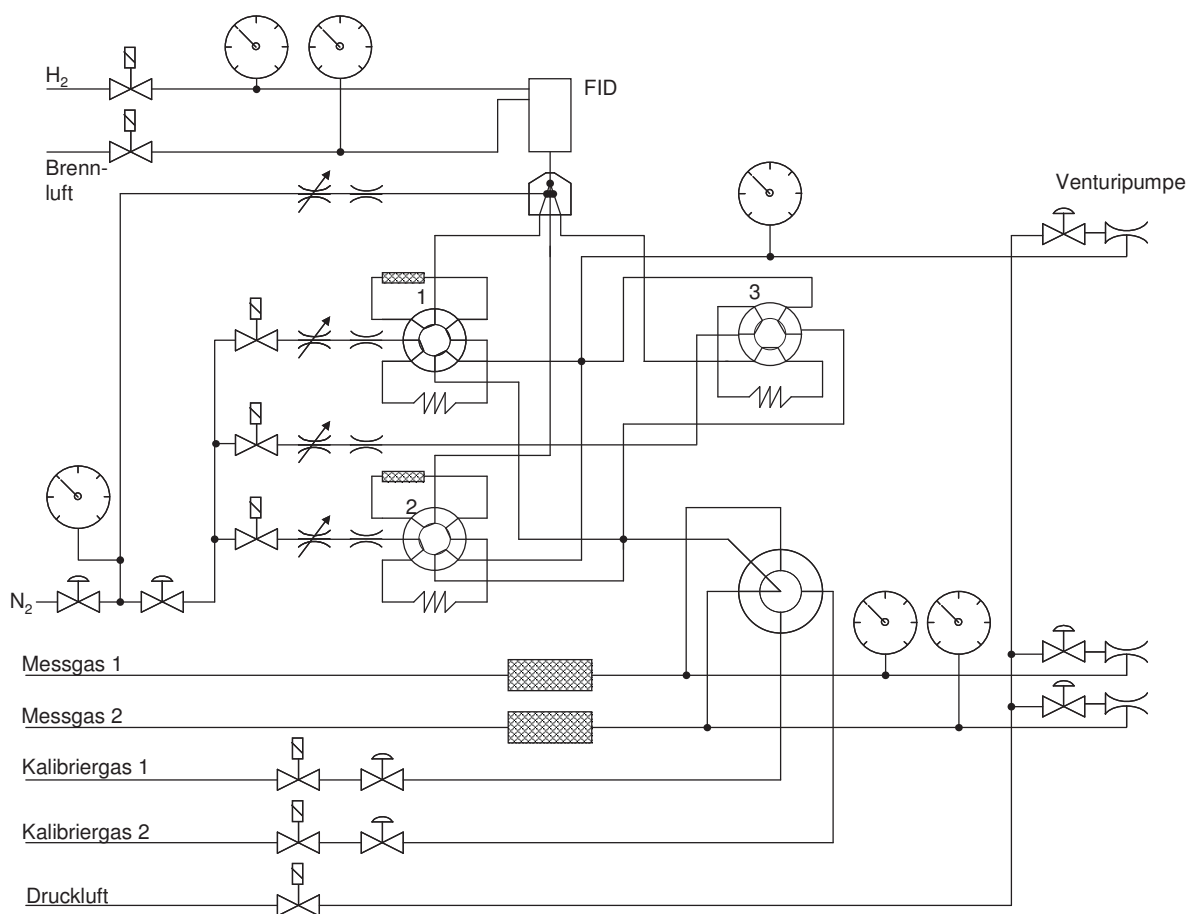 H₂
FID
Brenn-
luft
Venturipumpe
1
3
2
N₂
Messgas 1
Messgas 2
Kalibriergas 1
Kalibriergas 2
Druckluft